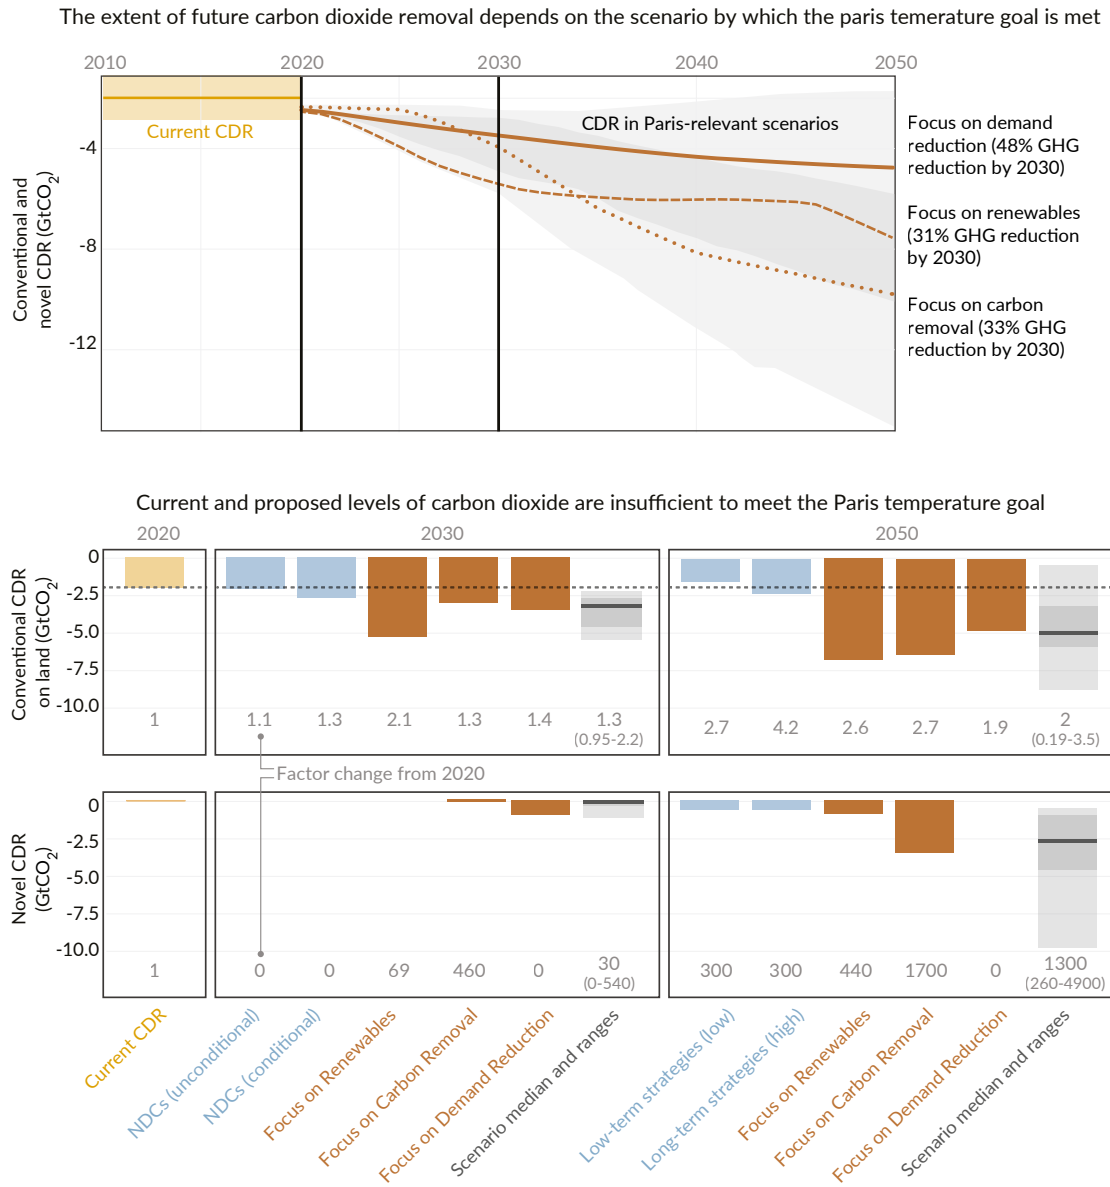 The extent of future carbon dioxide removal depends on the scenario by which the paris temerature goal is met
2010 2020 2030 2040 2050
Current CDR
CDR in Paris-relevant scenarios
-4
-8
-12
Conventional and
novel CDR (GtCO2)
Focus on demand
reduction (48% GHG
reduction by 2030)
Focus on renewables
(31% GHG reduction
by 2030)
Focus on carbon
removal (33% GHG
reduction by 2030)
Current and proposed levels of carbon dioxide are insufficient to meet the Paris temperature goal
2020 2030 2050
Conventional CDR
on land (GtCO2)
0
-2.5
-5.0
-7.5
-10.0
1 1.1 1.3 2.1 1.3 1.4 1.3 2.7 4.2 2.6 2.7 1.9 2
(0.95-2.2) (0.19-3.5)
Factor change from 2020
Novel CDR
(GtCO2)
0
-2.5
-5.0
-7.5
-10.0
1 0 0 69 460 0 30 300 300 440 1700 0 1300
(0-540) (260-4900)
Current CDR
NDCs (unconditional)
NDCs (conditional)
Focus on Renewables
Focus on Carbon Removal
Focus on Demand Reduction
Scenario median and ranges
Low-term strategies (low)
Long-term strategies (high)
Focus on Renewables
Focus on Carbon Removal
Focus on Demand Reduction
Scenario median and ranges